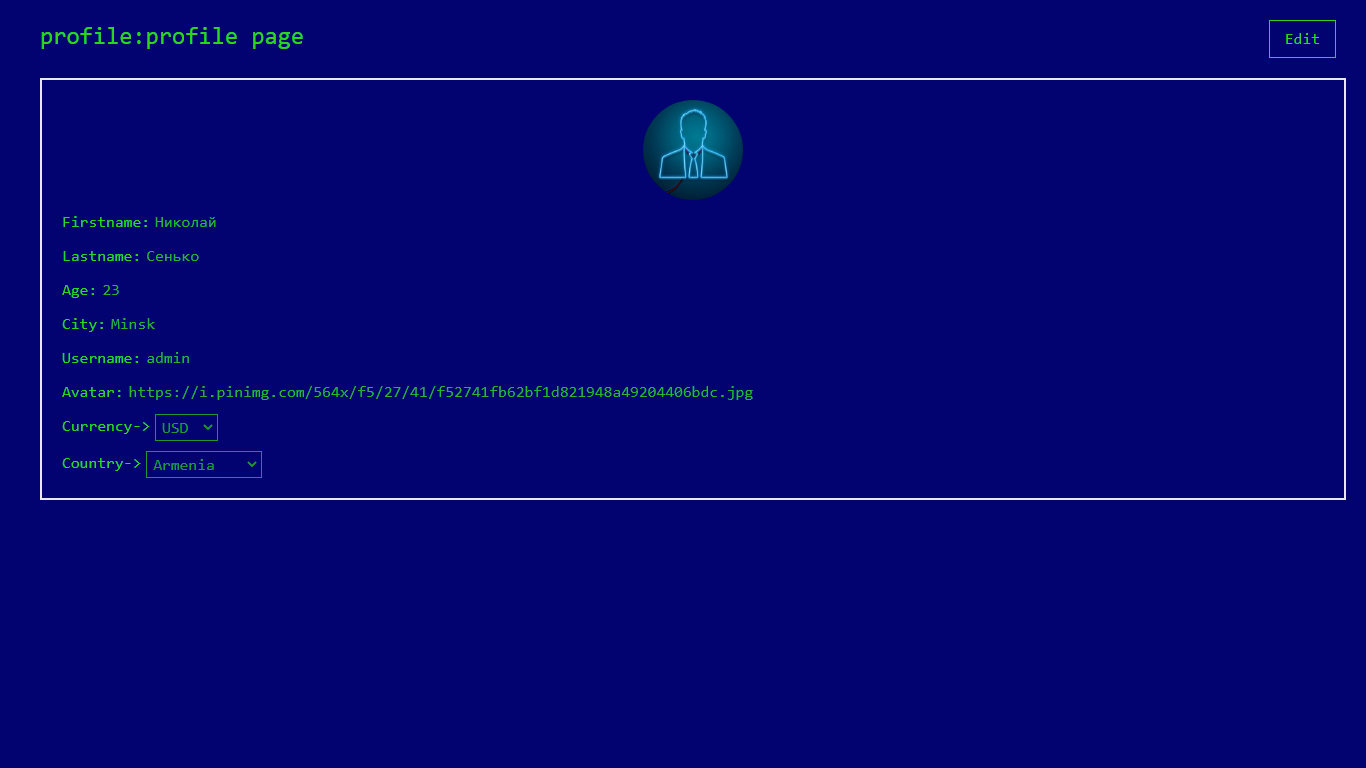 profile:profile page
Edit
Firstname: Николай
Lastname: Сенько
Age: 23
City: Minsk
Username: admin
Avatar: https://i.pinimg.com/564x/f5/27/41/f52741fb62bf1d821948a49204406bdc.jpg
Currency-> USD
Country-> Armenia